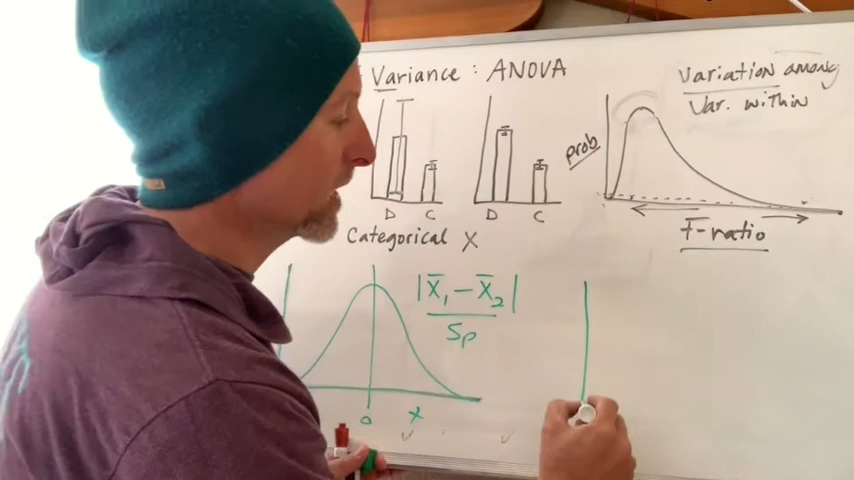 Variance : ANOVA
Variation among
Var. within
prob
D C
D C
F-ratio
Categorical X
|X̄₁ - X̄₂|
Sp
0 x